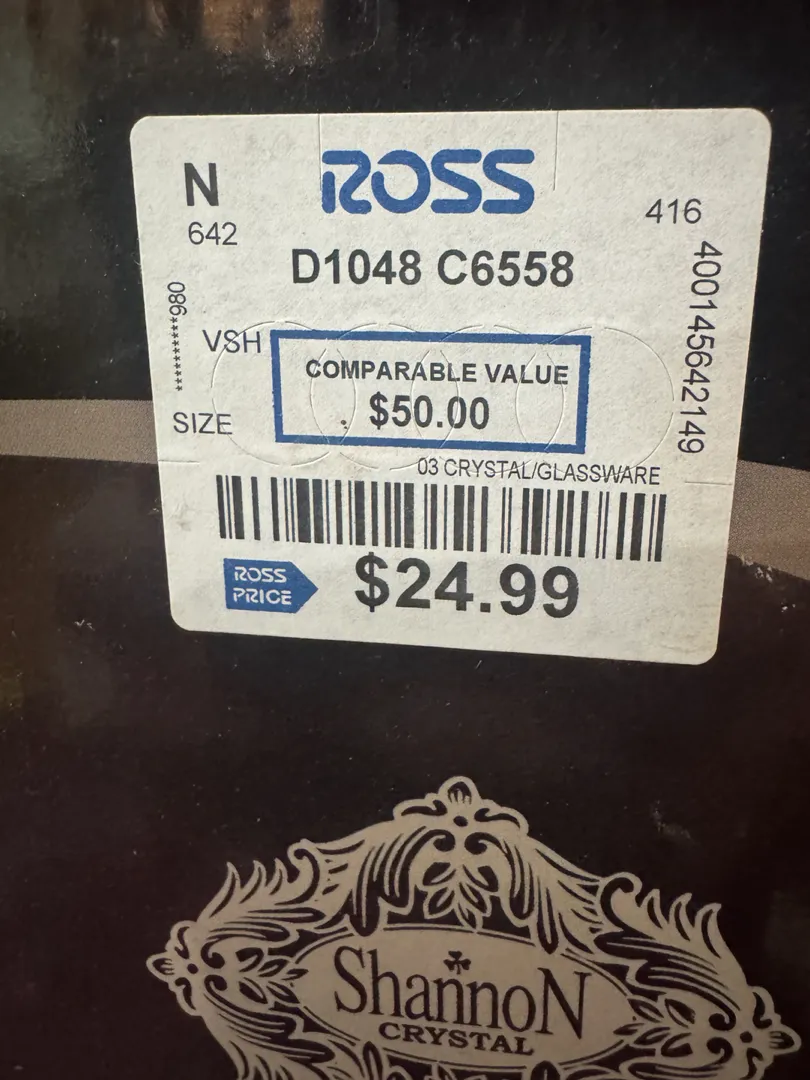 N
ROSS
642
416
D1048 C6558
400145642149
**********980
VSH
COMPARABLE VALUE
$50.00
SIZE
03 CRYSTAL/GLASSWARE
ROSS
PRICE
$24.99
ShannoN
CRYSTAL